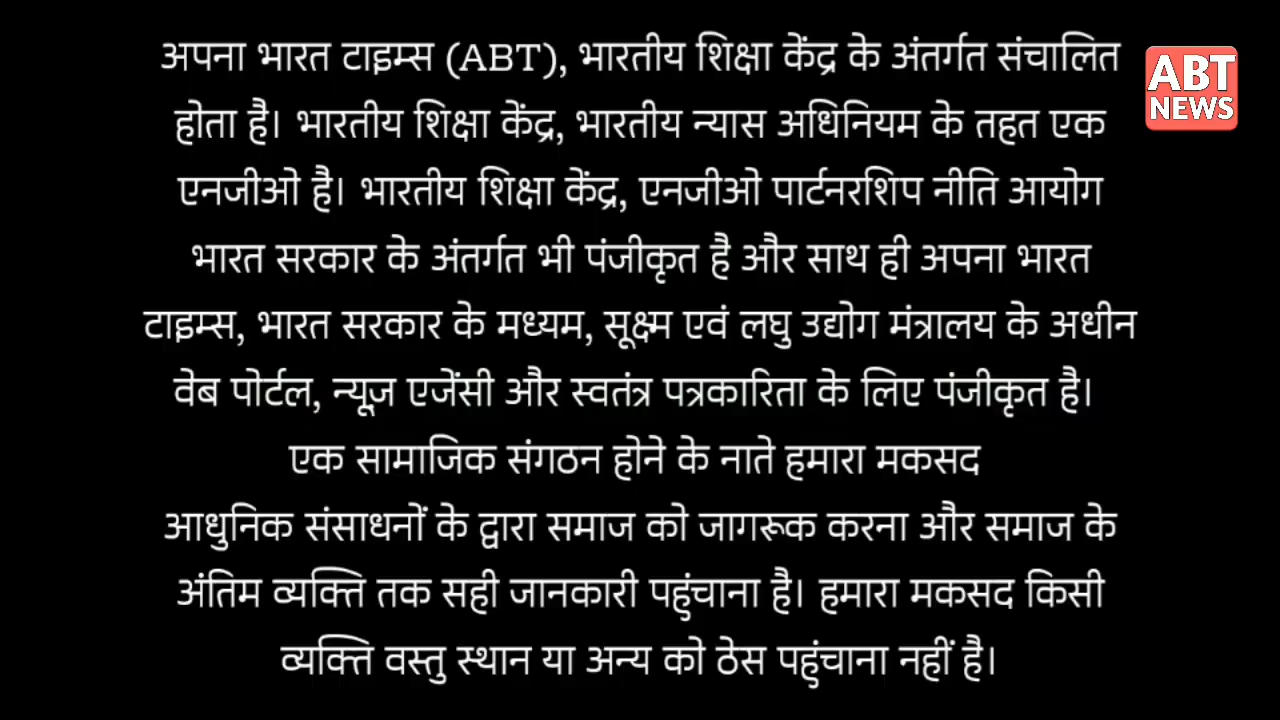 अपना भारत टाइम्स (ABT), भारतीय शिक्षा केंद्र के अंतर्गत संचालित
होता है। भारतीय शिक्षा केंद्र, भारतीय न्यास अधिनियम के तहत एक
एनजीओ है। भारतीय शिक्षा केंद्र, एनजीओ पार्टनरशिप नीति आयोग
भारत सरकार के अंतर्गत भी पंजीकृत है और साथ ही अपना भारत
टाइम्स, भारत सरकार के मध्यम, सूक्ष्म एवं लघु उद्योग मंत्रालय के अधीन
वेब पोर्टल, न्यूज़ एजेंसी और स्वतंत्र पत्रकारिता के लिए पंजीकृत है।
एक सामाजिक संगठन होने के नाते हमारा मकसद
आधुनिक संसाधनों के द्वारा समाज को जागरूक करना और समाज के
अंतिम व्यक्ति तक सही जानकारी पहुंचाना है। हमारा मकसद किसी
व्यक्ति वस्तु स्थान या अन्य को ठेस पहुंचाना नहीं है।
ABT
NEWS